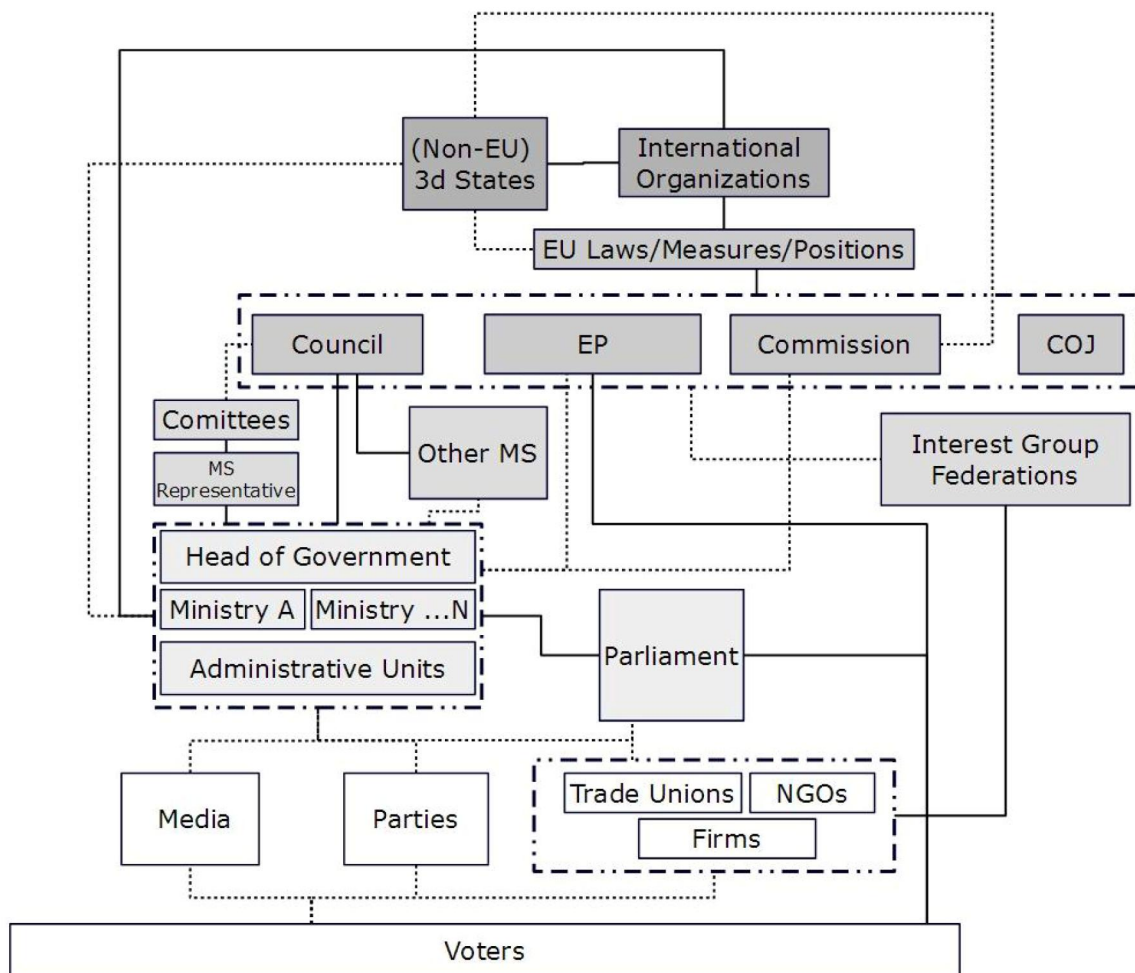 (Non-EU)
3d States
International
Organizations
EU Laws/Measures/Positions
Council
EP
Commission
COJ
Comittees
MS
Representative
Other MS
Interest Group
Federations
Head of Government
Ministry A
Ministry ...N
Administrative Units
Parliament
Media
Parties
Trade Unions
NGOs
Firms
Voters